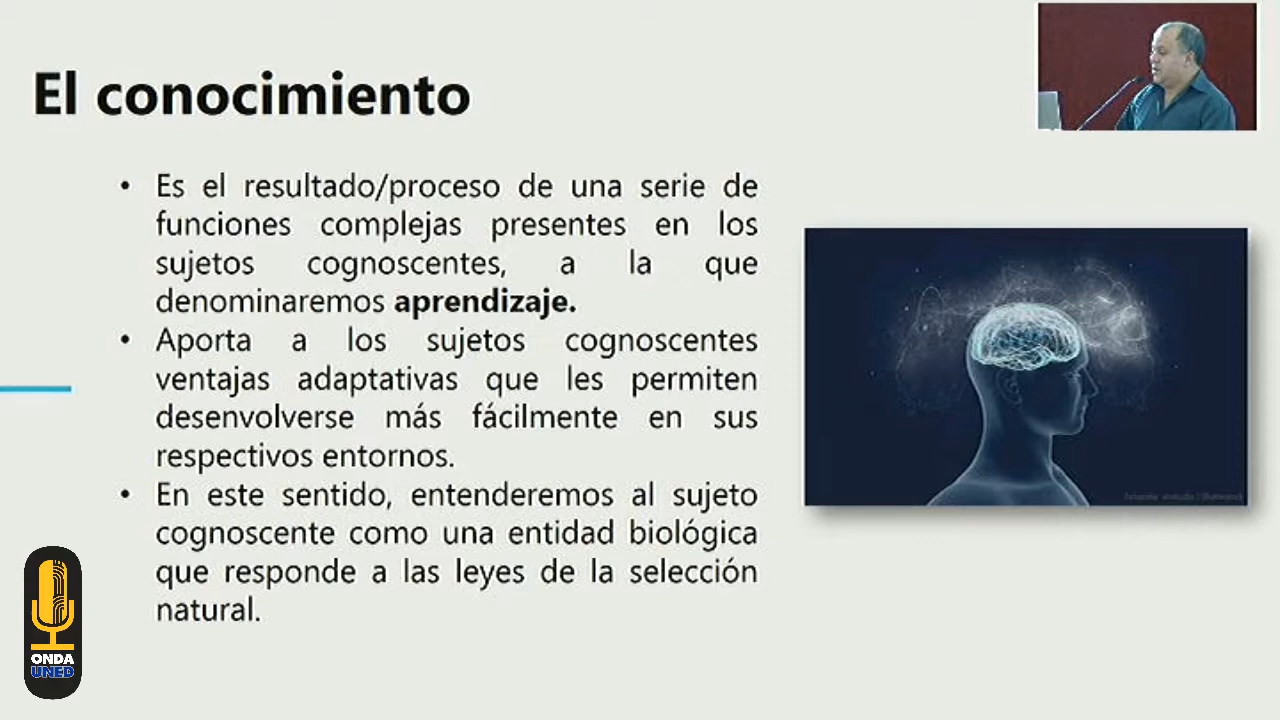 El conocimiento
• Es el resultado/proceso de una serie de
funciones complejas presentes en los
sujetos cognoscentes, a la que
denominaremos aprendizaje.
• Aporta a los sujetos cognoscentes
ventajas adaptativas que les permiten
desenvolverse más fácilmente en sus
respectivos entornos.
• En este sentido, entenderemos al sujeto
cognoscente como una entidad biológica
que responde a las leyes de la selección
natural.
ONDA
UNED